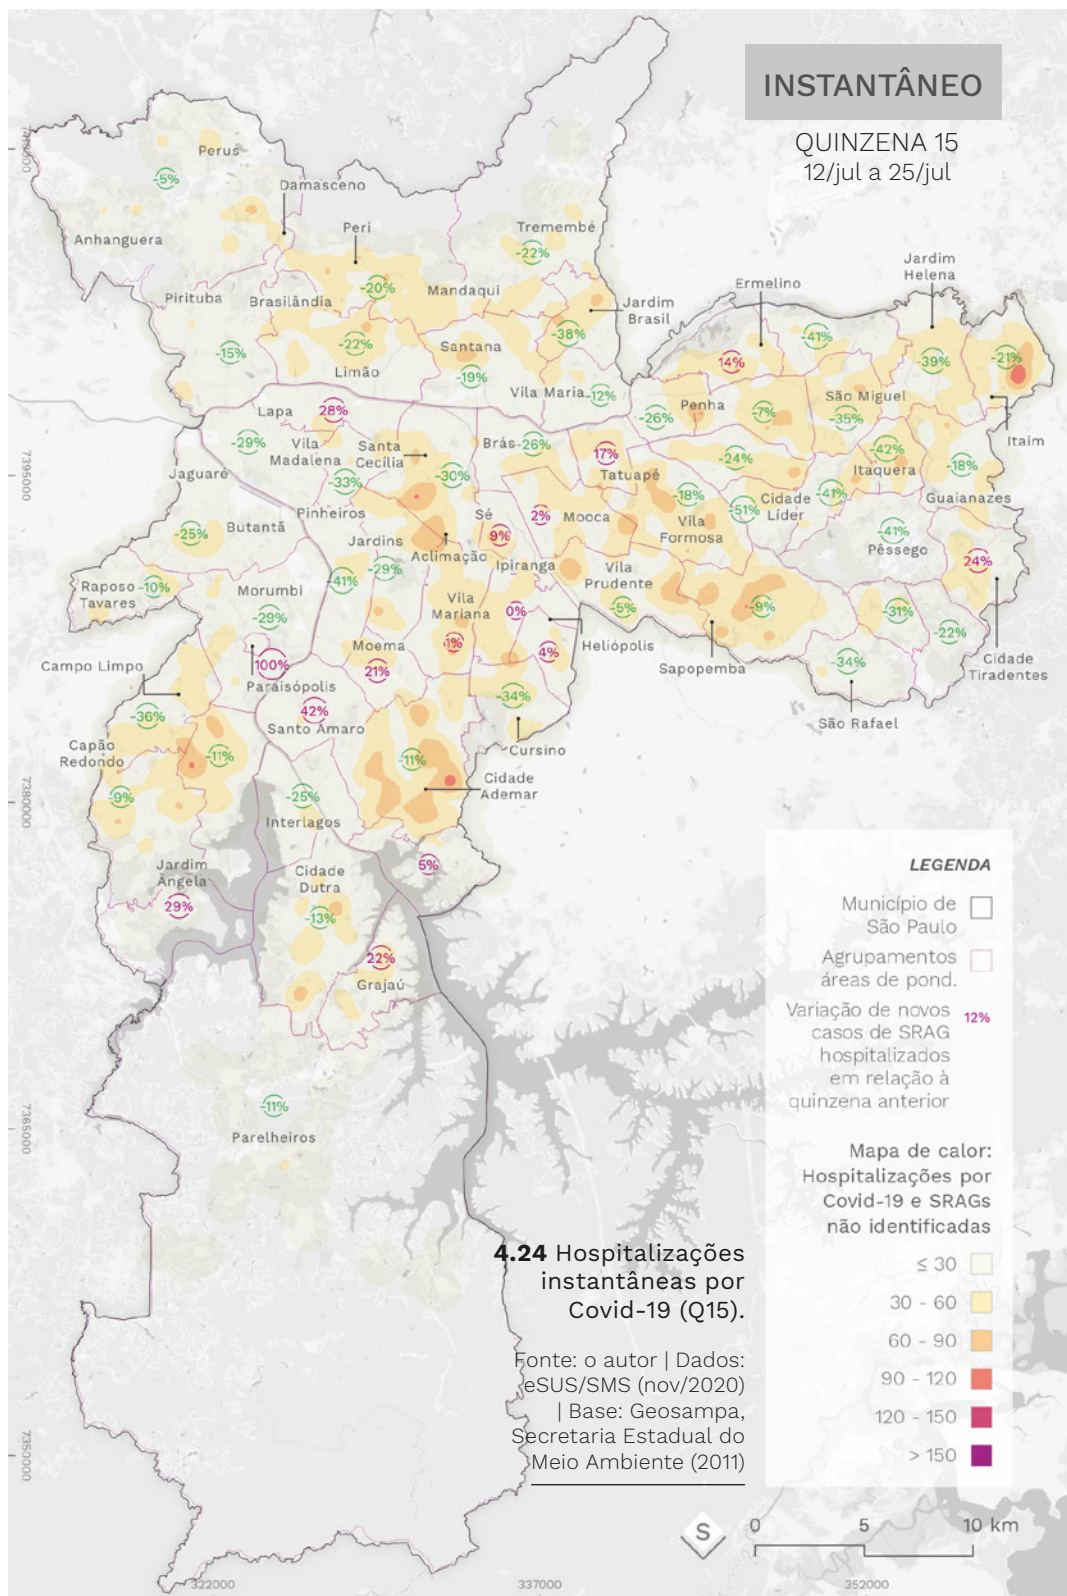 INSTANTÂNEO
QUINZENA 15
12/jul a 25/jul
Perus
-5%
Damasceno
Anhanguera
Peri
Tremembé
-22%
Jardim
Helena
Ermelino
-20%
Mandaqui
Pirituba
Brasilândia
Jardim
Brasil
-38%
-41%
-22%
Santana
-15%
Limão
14%
-39%
-21%
-19%
Vila Maria
-12%
São Miguel
Penha
-7%
-26%
-35%
Lapa
28%
Itaim
-29%
Vila
Madalena
Santa
Cecília
Brás
-26%
17%
Tatuapé
-24%
-42%
Itaquera
-18%
Jaguaré
-33%
-30%
-18%
Cidade
Líder
-41%
Guaianazes
-51%
Pinheiros
Sé
2%
Mooca
Vila
Formosa
-41%
Pêssego
Butantã
-25%
Jardins
Aclimação
9%
Ipiranga
24%
-29%
-41%
Vila
Prudente
Raposo
Tavares
-10%
Morumbi
-29%
Vila
Mariana
0%
-5%
-9%
-31%
-22%
Moema
-1%
Heliópolis
4%
Campo Limpo
100%
Paraisópolis
21%
Sapopemba
-34%
Cidade
Tiradentes
42%
Santo Amaro
-34%
São Rafael
-36%
Capão
Redondo
-11%
-11%
Cursino
Cidade
Ademar
-9%
-25%
Interlagos
Jardim
Ângela
29%
Cidade
Dutra
5%
-13%
22%
Grajaú
-11%
Parelheiros
7395000
7380000
7365000
7350000
LEGENDA
Município de
São Paulo
Agrupamentos
áreas de pond.
Variação de novos
casos de SRAG
hospitalizados
em relação à
quinzena anterior
12%
Mapa de calor:
Hospitalizações por
Covid-19 e SRAGs
não identificadas
≤ 30
30 - 60
60 - 90
90 - 120
120 - 150
> 150
4.24 Hospitalizações
instantâneas por
Covid-19 (Q15).
Fonte: o autor | Dados:
eSUS/SMS (nov/2020)
| Base: Geosampa,
Secretaria Estadual do
Meio Ambiente (2011)
S
0 5 10 km
322000
337000
352000